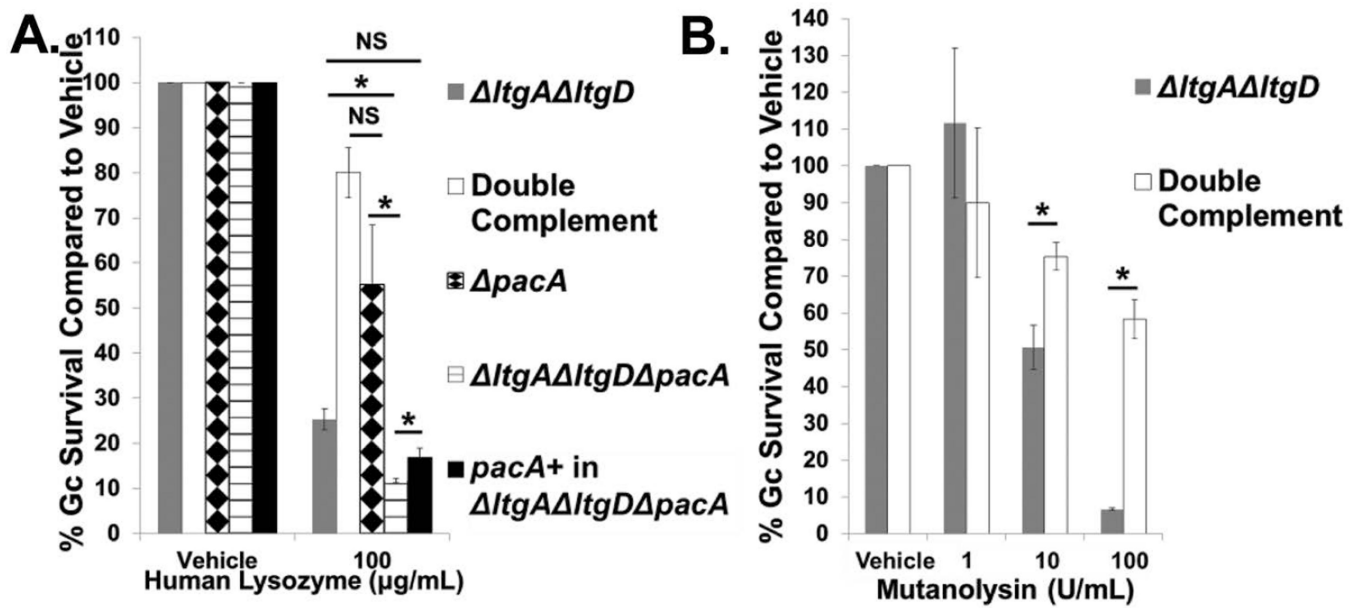 A.
% Gc Survival Compared to Vehicle
110
100
90
80
70
60
50
40
30
20
10
0
NS
*
NS
*
*
Vehicle
100
Human Lysozyme (µg/mL)
ΔltgAΔltgD
Double
Complement
ΔpacA
ΔltgAΔltgDΔpacA
pacA+ in
ΔltgAΔltgDΔpacA
B.
% Gc Survival Compared to Vehicle
140
130
120
110
100
90
80
70
60
50
40
30
20
10
0
*
*
Vehicle
1
10
100
Mutanolysin (U/mL)
ΔltgAΔltgD
Double
Complement